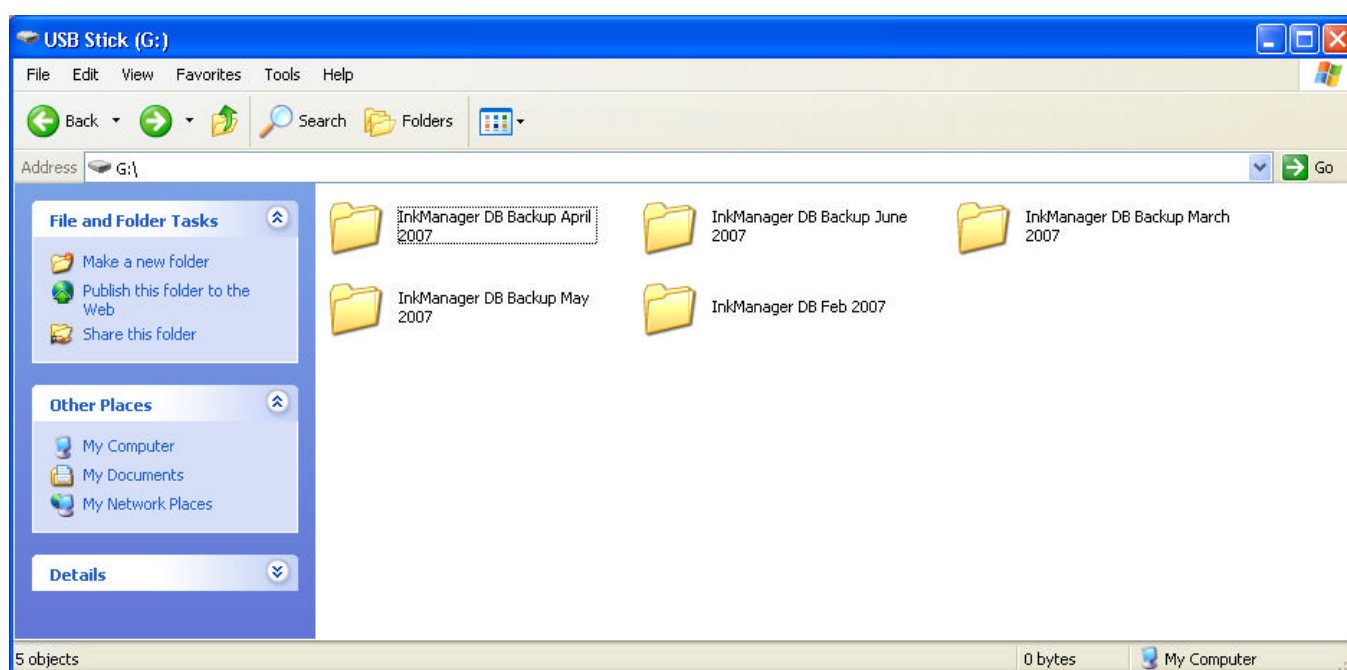 USB Stick (G:)
File Edit View Favorites Tools Help
Back Search Folders
Address G:\ Go
File and Folder Tasks
Make a new folder
Publish this folder to the
Web
Share this folder
Other Places
My Computer
My Documents
My Network Places
Details
InkManager DB Backup April
2007
InkManager DB Backup June
2007
InkManager DB Backup March
2007
InkManager DB Backup May
2007
InkManager DB Feb 2007
5 objects 0 bytes My Computer